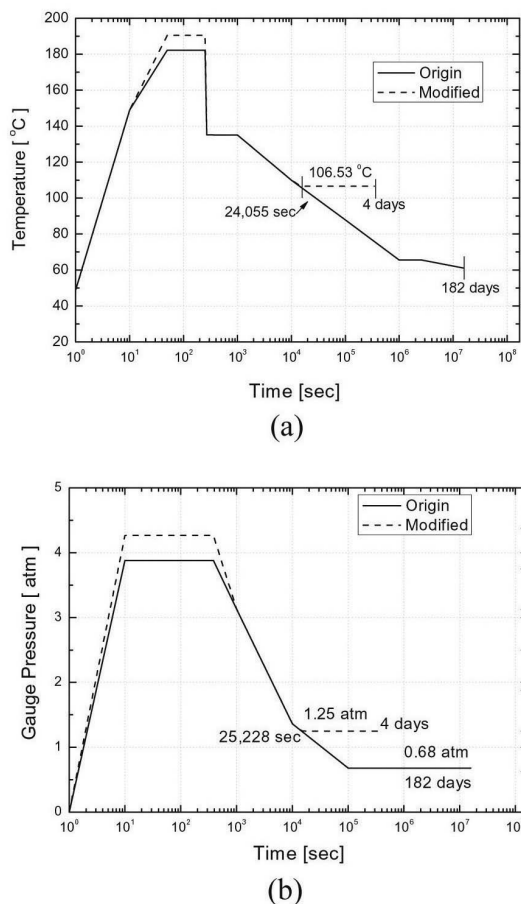 200
180
160
140
120
100
80
60
40
20
Temperature [ °C]
Origin
Modified
106.53 °C
24,055 sec
4 days
182 days
10⁰ 10¹ 10² 10³ 10⁴ 10⁵ 10⁶ 10⁷ 10⁸
Time [sec]
(a)
5
4
3
2
1
0
Gauge Pressure [ atm ]
Origin
Modified
1.25 atm
4 days
25,228 sec
0.68 atm
182 days
10⁰ 10¹ 10² 10³ 10⁴ 10⁵ 10⁶ 10⁷
Time [sec]
(b)